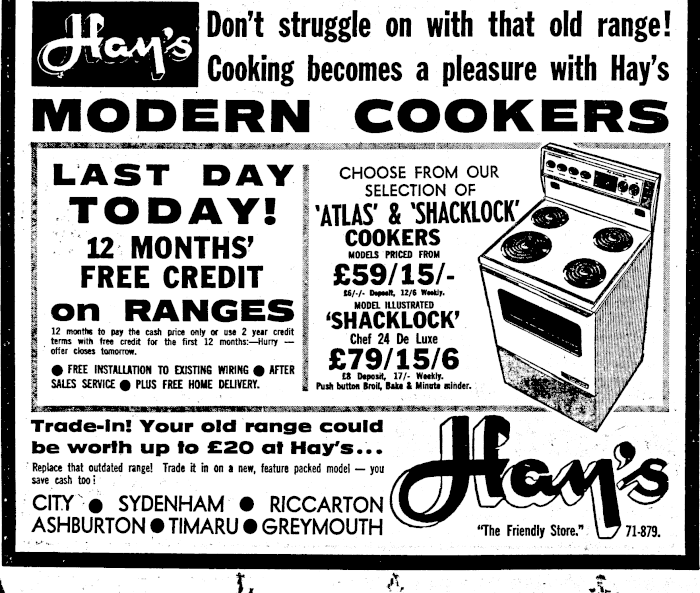 Hay's
Don't struggle on with that old range!
Cooking becomes a pleasure with Hay's
MODERN COOKERS
LAST DAY
TODAY!
12 MONTHS'
FREE CREDIT
on RANGES
12 months to pay the cash price only or use 2 year credit
terms with free credit for the first 12 months:—Hurry —
offer closes tomorrow.
● FREE INSTALLATION TO EXISTING WIRING ● AFTER
SALES SERVICE ● PLUS FREE HOME DELIVERY.
CHOOSE FROM OUR
SELECTION OF
'ATLAS' & 'SHACKLOCK'
COOKERS
MODELS PRICED FROM
£59/15/-
£6/-/- Deposit, 12/6 Weekly.
MODEL ILLUSTRATED
'SHACKLOCK'
Chef 24 De Luxe
£79/15/6
£8 Deposit, 17/- Weekly.
Push button Broil, Bake & Minute minder.
Trade-in! Your old range could
be worth up to £20 at Hay's...
Replace that outdated range! Trade it in on a new, feature packed model — you
save cash too!
CITY ● SYDENHAM ● RICCARTON
ASHBURTON ● TIMARU ● GREYMOUTH
Hay's
"The Friendly Store."
71-879.